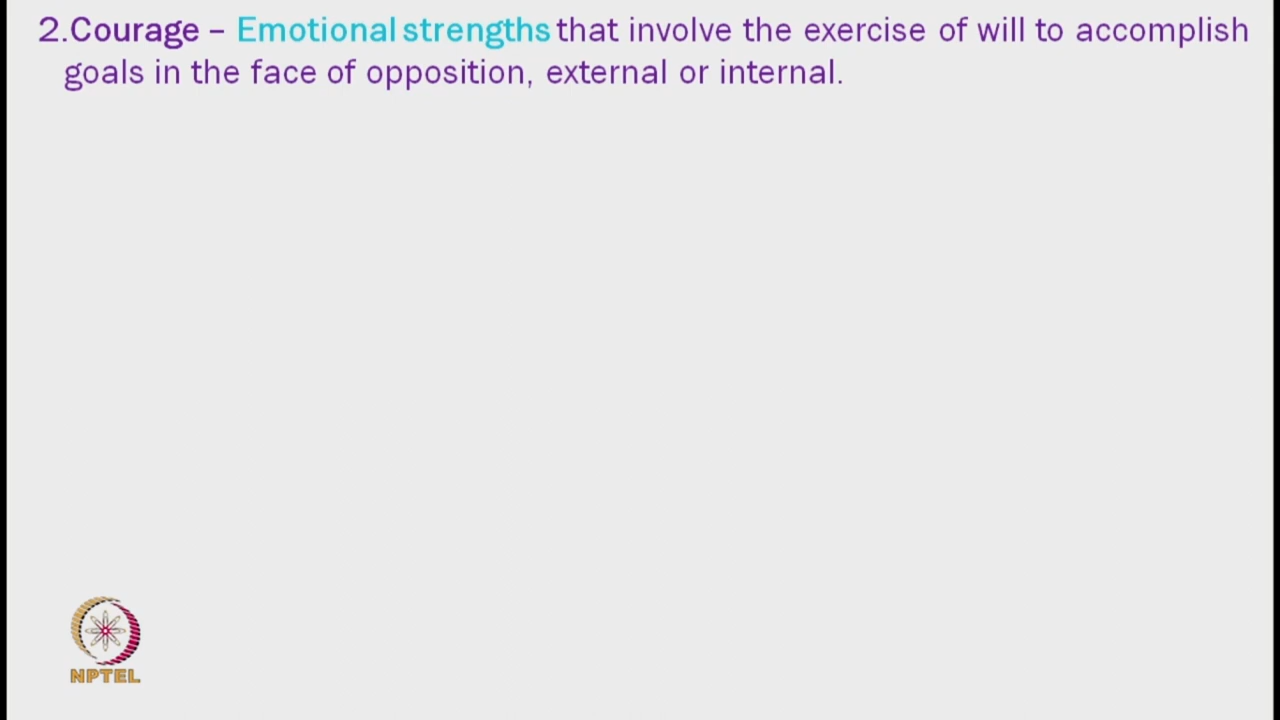 2.Courage – Emotional strengths that involve the exercise of will to accomplish
goals in the face of opposition, external or internal.
NPTEL